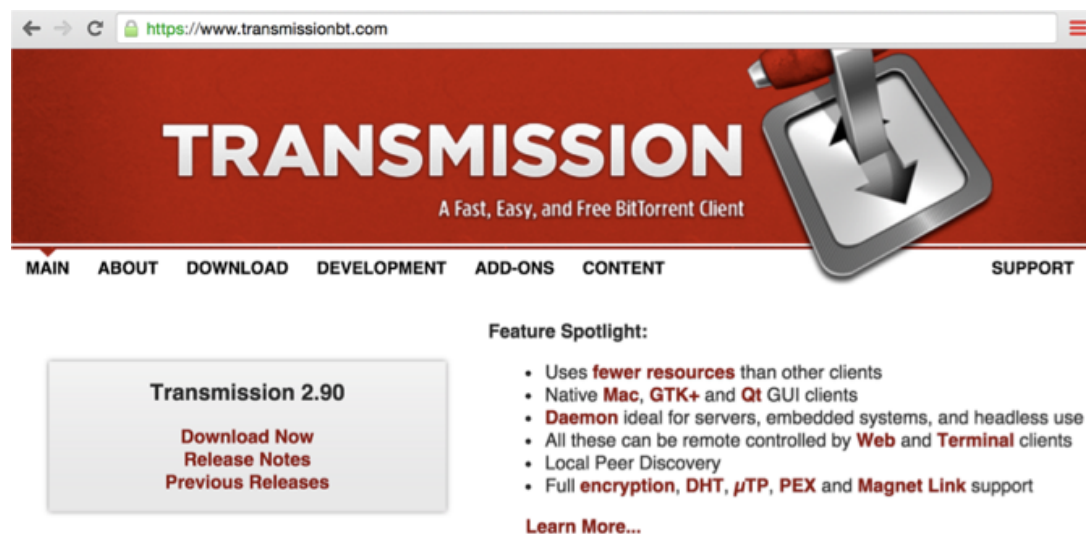 https://www.transmissionbt.com
TRANSMISSION
A Fast, Easy, and Free BitTorrent Client
MAIN ABOUT DOWNLOAD DEVELOPMENT ADD-ONS CONTENT SUPPORT
Transmission 2.90
Download Now
Release Notes
Previous Releases
Feature Spotlight:
• Uses fewer resources than other clients
• Native Mac, GTK+ and Qt GUI clients
• Daemon ideal for servers, embedded systems, and headless use
• All these can be remote controlled by Web and Terminal clients
• Local Peer Discovery
• Full encryption, DHT, µTP, PEX and Magnet Link support
Learn More...